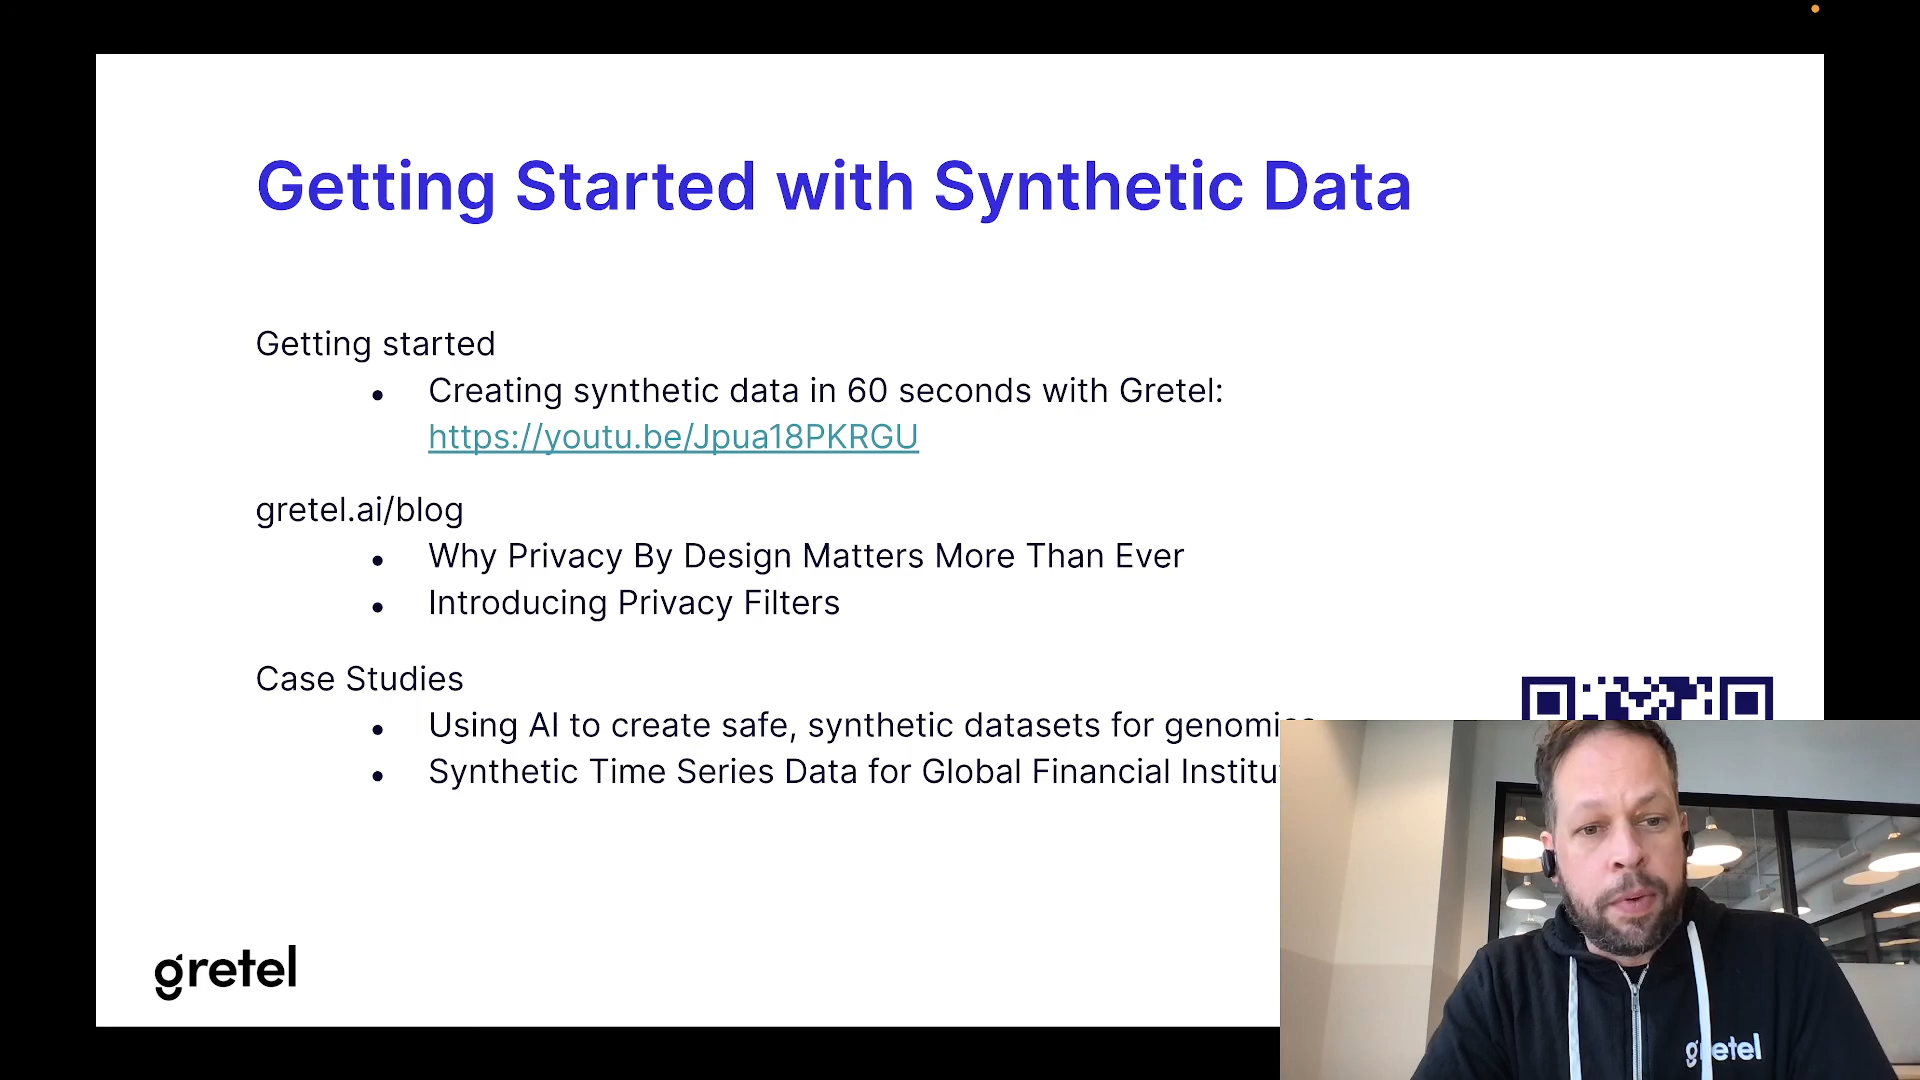 Getting Started with Synthetic Data
Getting started
• Creating synthetic data in 60 seconds with Gretel:
https://youtu.be/Jpua18PKRGU
gretel.ai/blog
• Why Privacy By Design Matters More Than Ever
• Introducing Privacy Filters
Case Studies
• Using AI to create safe, synthetic datasets for genomics
• Synthetic Time Series Data for Global Financial
gretel
gretel